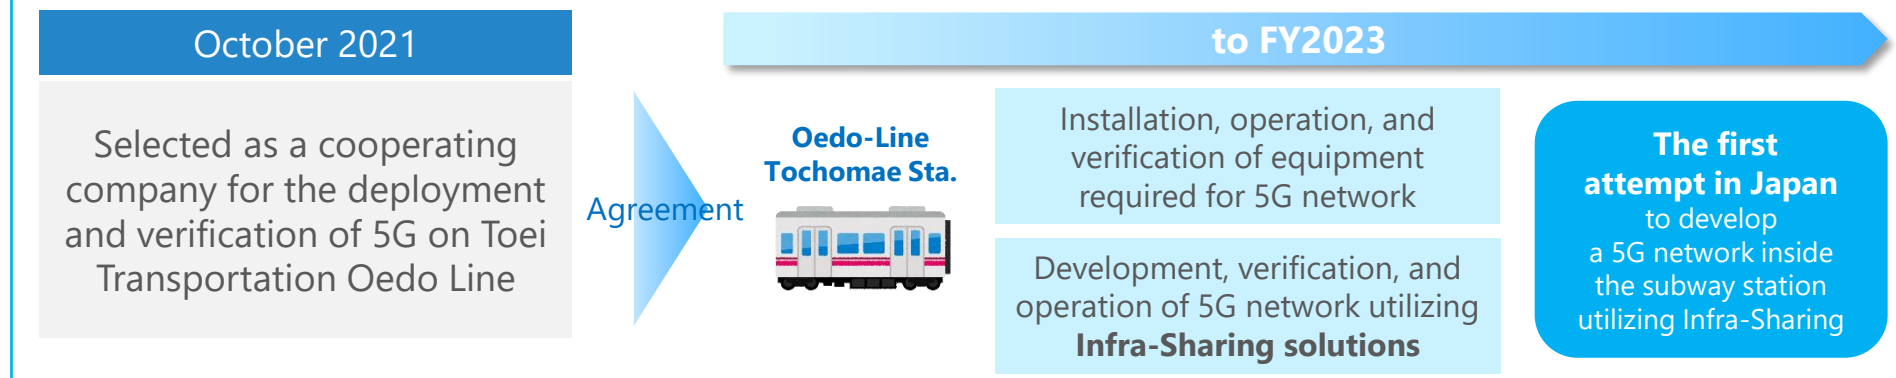 October 2021
Selected as a cooperating
company for the deployment
and verification of 5G on Toei
Transportation Oedo Line
Agreement
to FY2023
Oedo-Line
Tochomae Sta.
Installation, operation, and
verification of equipment
required for 5G network
Development, verification, and
operation of 5G network utilizing
Infra-Sharing solutions
The first
attempt in Japan
to develop
a 5G network inside
the subway station
utilizing Infra-Sharing